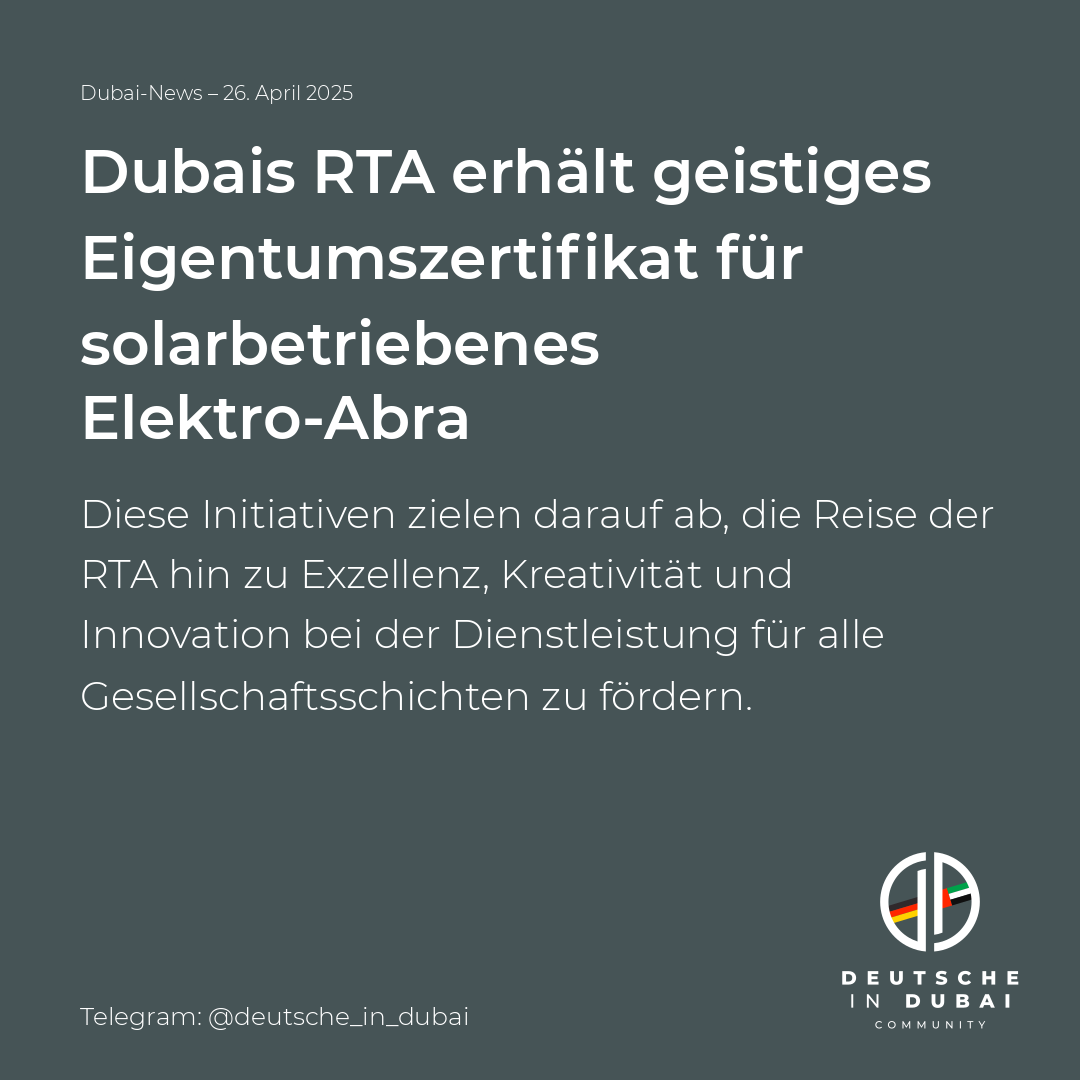 Dubai-News – 26. April 2025
Dubais RTA erhält geistiges
Eigentumszertifikat für
solarbetriebenes
Elektro-Abra
Diese Initiativen zielen darauf ab, die Reise der
RTA hin zu Exzellenz, Kreativität und
Innovation bei der Dienstleistung für alle
Gesellschaftsschichten zu fördern.
DEUTSCHE
IN DUBAI
COMMUNITY
Telegram: @deutsche_in_dubai